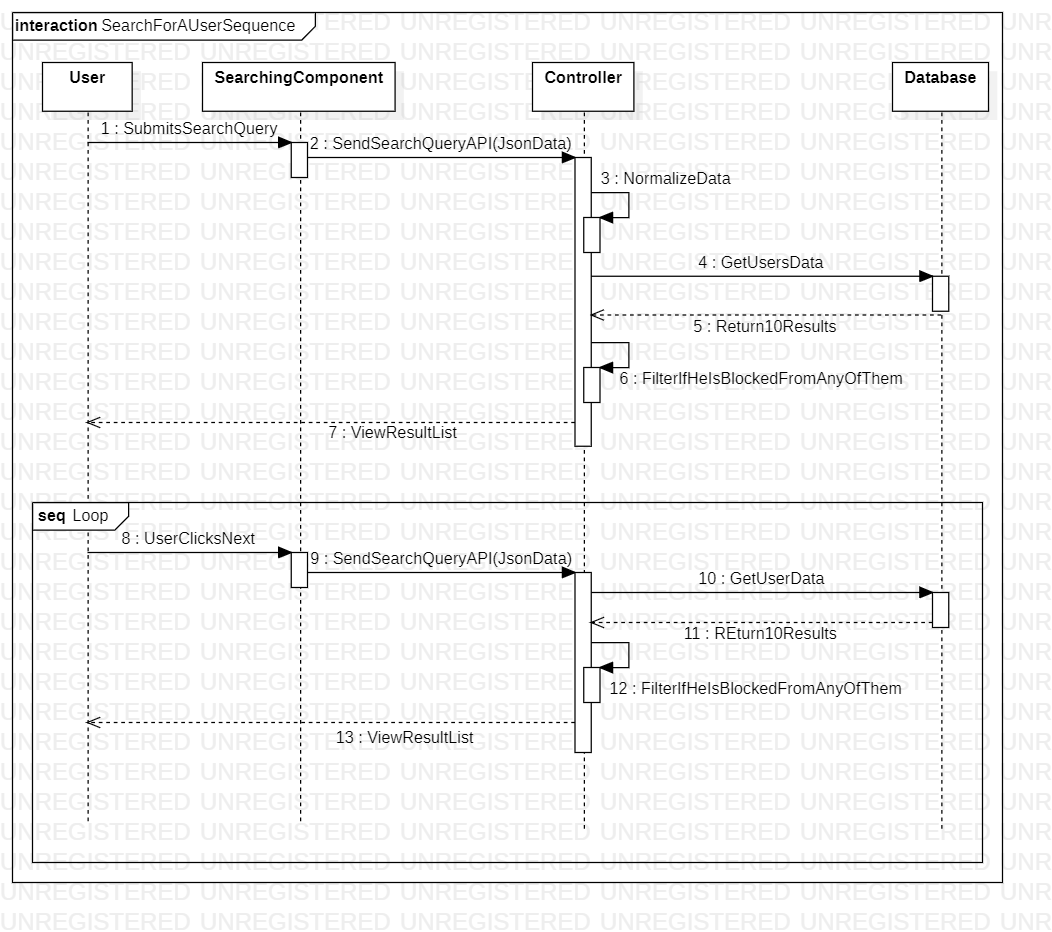 interaction SearchForAUserSequence
User
SearchingComponent
Controller
Database
1 : SubmitsSearchQuery
2 : SendSearchQueryAPI(JsonData)
3 : NormalizeData
4 : GetUsersData
5 : Return10Results
6 : FilterIfHeIsBlockedFromAnyOfThem
7 : ViewResultList
seq Loop
8 : UserClicksNext
9 : SendSearchQueryAPI(JsonData)
10 : GetUserData
11 : REturn10Results
12 : FilterIfHeIsBlockedFromAnyOfThem
13 : ViewResultList
UNREGISTERED